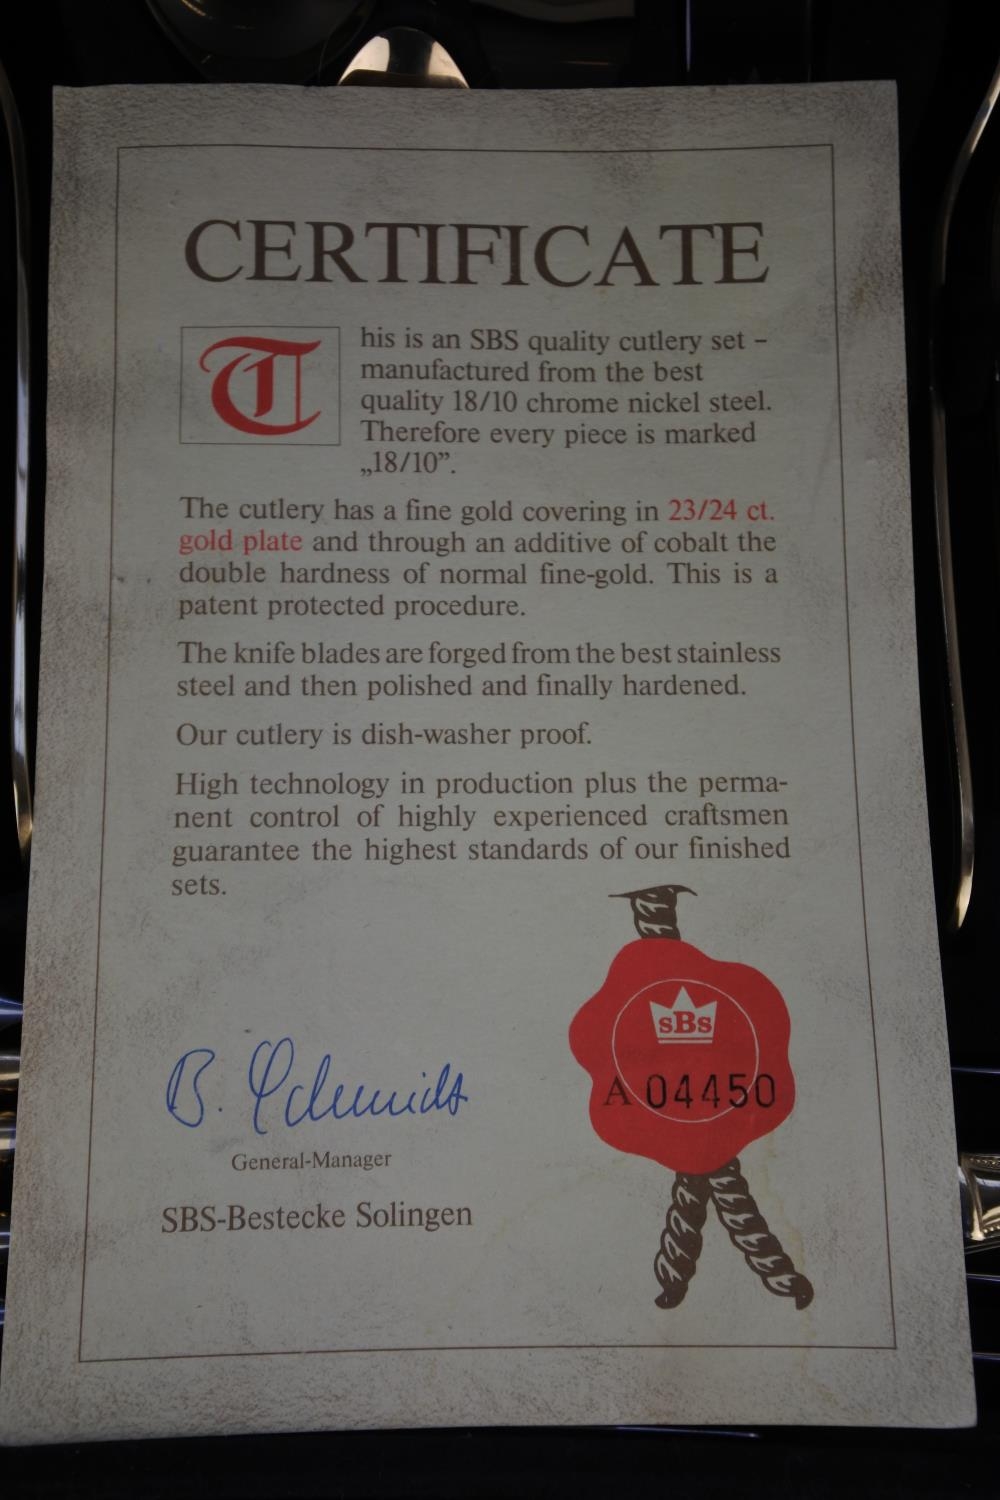 CERTIFICATE
This is an SBS quality cutlery set –
manufactured from the best
quality 18/10 chrome nickel steel.
Therefore every piece is marked
„18/10”.
The cutlery has a fine gold covering in 23/24 ct.
gold plate and through an additive of cobalt the
double hardness of normal fine-gold. This is a
patent protected procedure.
The knife blades are forged from the best stainless
steel and then polished and finally hardened.
Our cutlery is dish-washer proof.
High technology in production plus the perma-
nent control of highly experienced craftsmen
guarantee the highest standards of our finished
sets.
sBs
A 04450
B. Schmidt
General-Manager
SBS-Bestecke Solingen